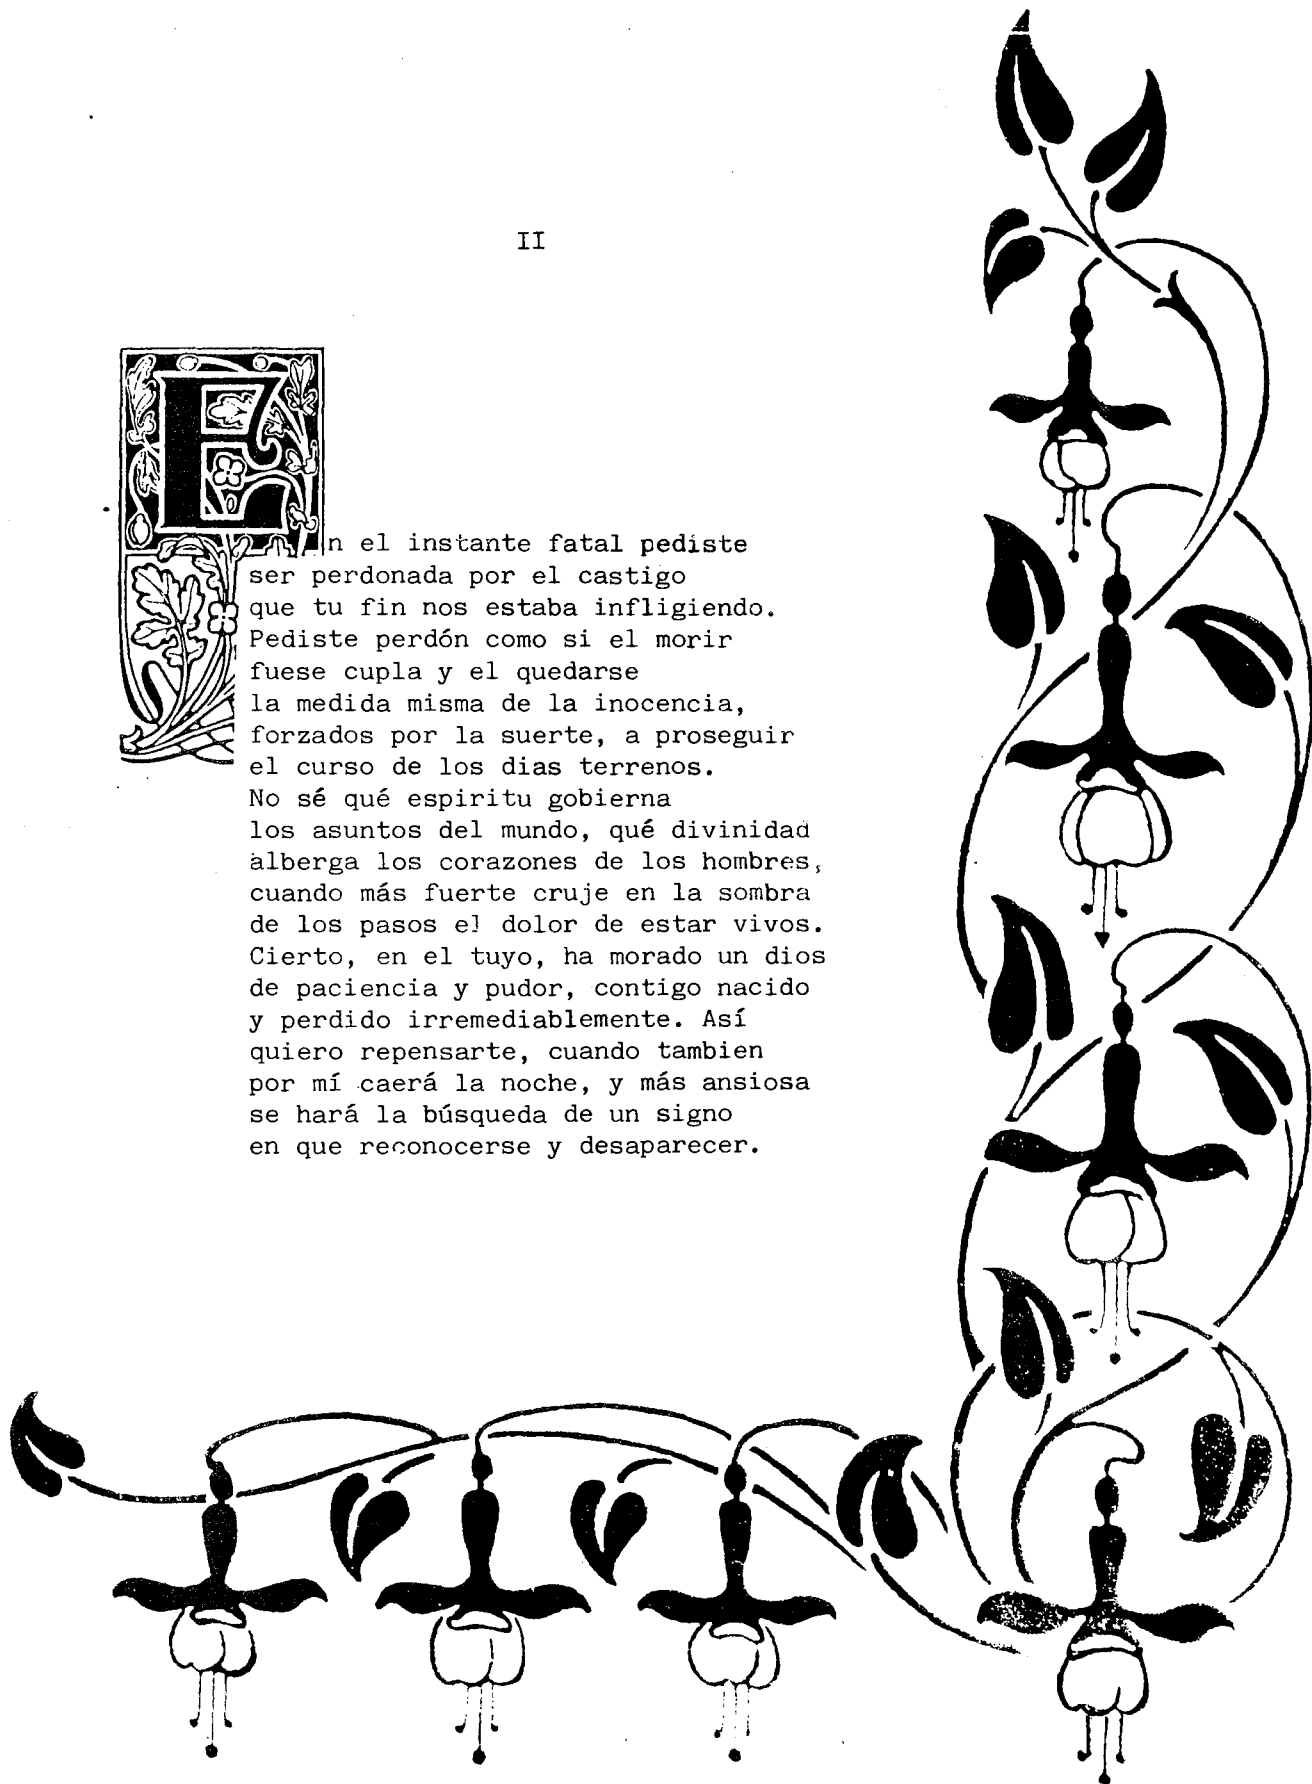 II
En el instante fatal pediste
ser perdonada por el castigo
que tu fin nos estaba infligiendo.
Pediste perdón como si el morir
fuese cupla y el quedarse
la medida misma de la inocencia,
forzados por la suerte, a proseguir
el curso de los dias terrenos.
No sé qué espiritu gobierna
los asuntos del mundo, qué divinidad
alberga los corazones de los hombres,
cuando más fuerte cruje en la sombra
de los pasos el dolor de estar vivos.
Cierto, en el tuyo, ha morado un dios
de paciencia y pudor, contigo nacido
y perdido irremediablemente. Así
quiero repensarte, cuando tambien
por mí caerá la noche, y más ansiosa
se hará la búsqueda de un signo
en que reconocerse y desaparecer.